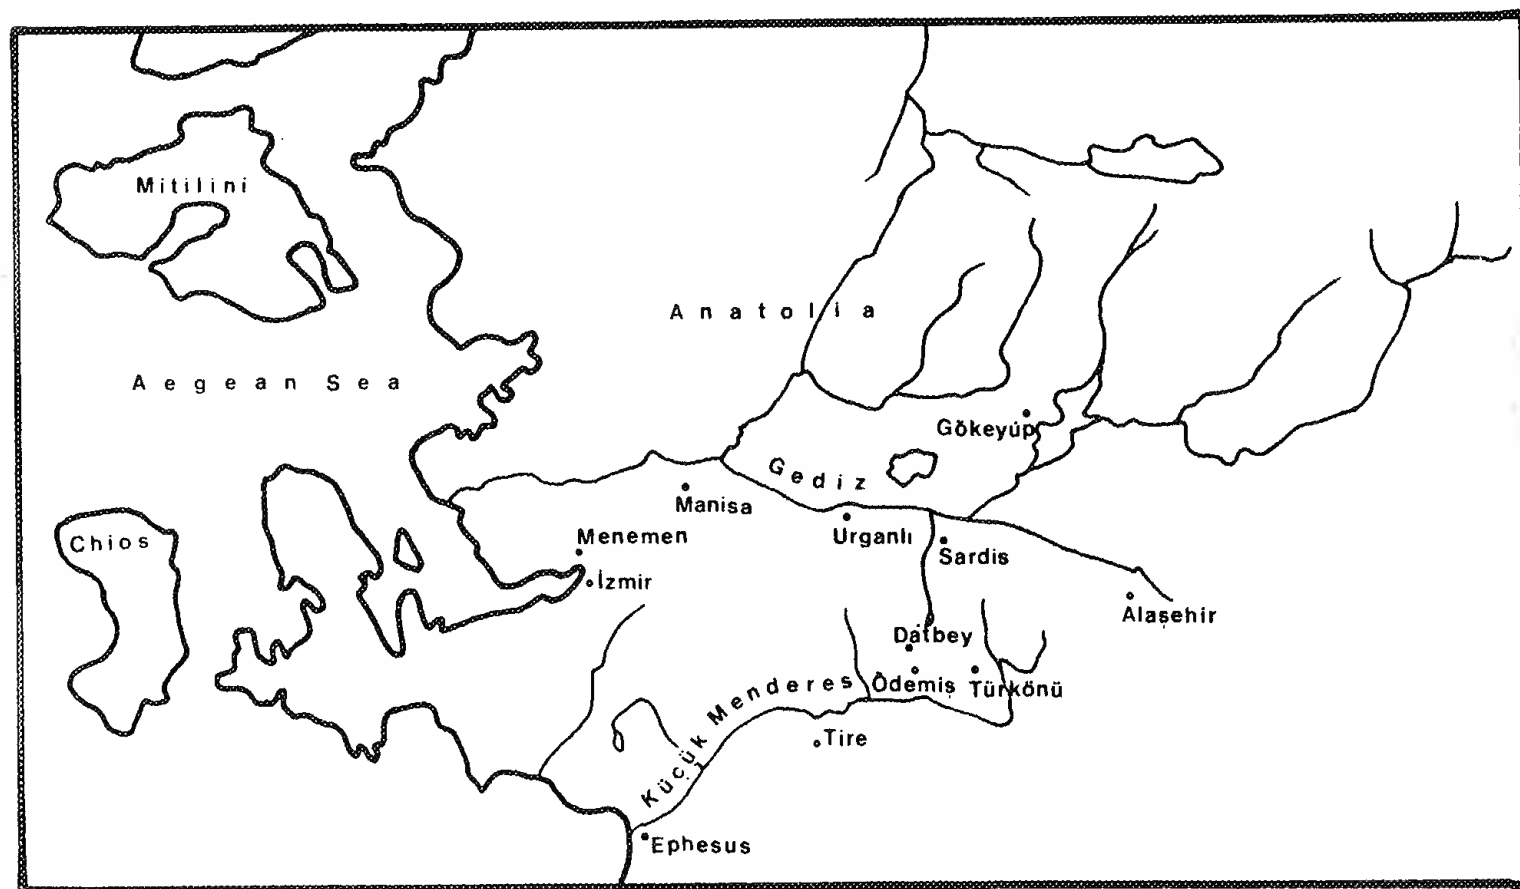 Mitilini
Anatolia
Aegean Sea
Gökeyüp
Gediz
Manisa
Chios
Menemen
Urganlı
Sardis
İzmir
Alaşehir
Datbey
Ödemiş
Türkönü
Küçük Menderes
Tire
Ephesus